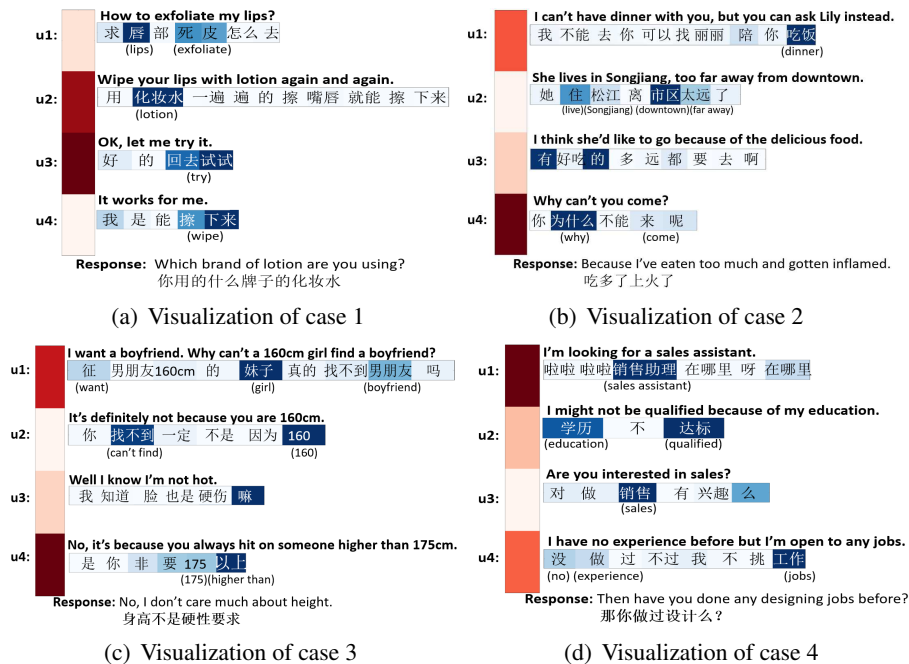 How to exfoliate my lips?
u1: 求 唇 部 死 皮 怎么 去
(lips) (exfoliate)
Wipe your lips with lotion again and again.
u2: 用 化妆水 一遍 遍 的 擦 嘴唇 就能 擦 下来
(lotion)
OK, let me try it.
u3: 好 的 回去 试试
(try)
It works for me.
u4: 我 是 能 擦 下来
(wipe)
Response: Which brand of lotion are you using?
你用的什么牌子的化妆水
(a) Visualization of case 1
I can't have dinner with you, but you can ask Lily instead.
u1: 我 不能 去 你 可以 找 丽丽 陪 你 吃饭
(dinner)
She lives in Songjiang, too far away from downtown.
u2: 她 住 松江 离 市区 太远 了
(live)(Songjiang) (downtown)(far away)
I think she'd like to go because of the delicious food.
u3: 有 好吃 的 多 远 都 要 去 啊
Why can't you come?
u4: 你 为什么 不能 来 呢
(why) (come)
Response: Because I've eaten too much and gotten inflamed.
吃多了上火了
(b) Visualization of case 2
I want a boyfriend. Why can't a 160cm girl find a boyfriend?
u1: 征 男朋友160cm 的 妹子 真的 找不到 男朋友 吗
(want) (girl) (boyfriend)
It's definitely not because you are 160cm.
u2: 你 找不到 一定 不是 因为 160
(can't find) (160)
Well I know I'm not hot.
u3: 我 知道 脸 也是 硬伤 嘛
No, it's because you always hit on someone higher than 175cm.
u4: 是 你 非 要 175 以上
(175)(higher than)
Response: No, I don't care much about height.
身高不是硬性要求
(c) Visualization of case 3
I'm looking for a sales assistant.
u1: 啦啦 啦啦 销售助理 在哪里 呀 在哪里
(sales assistant)
I might not be qualified because of my education.
u2: 学历 不 达标
(education) (qualified)
Are you interested in sales?
u3: 对 做 销售 有 兴趣 么
(sales)
I have no experience before but I'm open to any jobs.
u4: 没 做 过 不过 我 不 挑 工作
(no) (experience) (jobs)
Response: Then have you done any designing jobs before?
那你做过设计么？
(d) Visualization of case 4